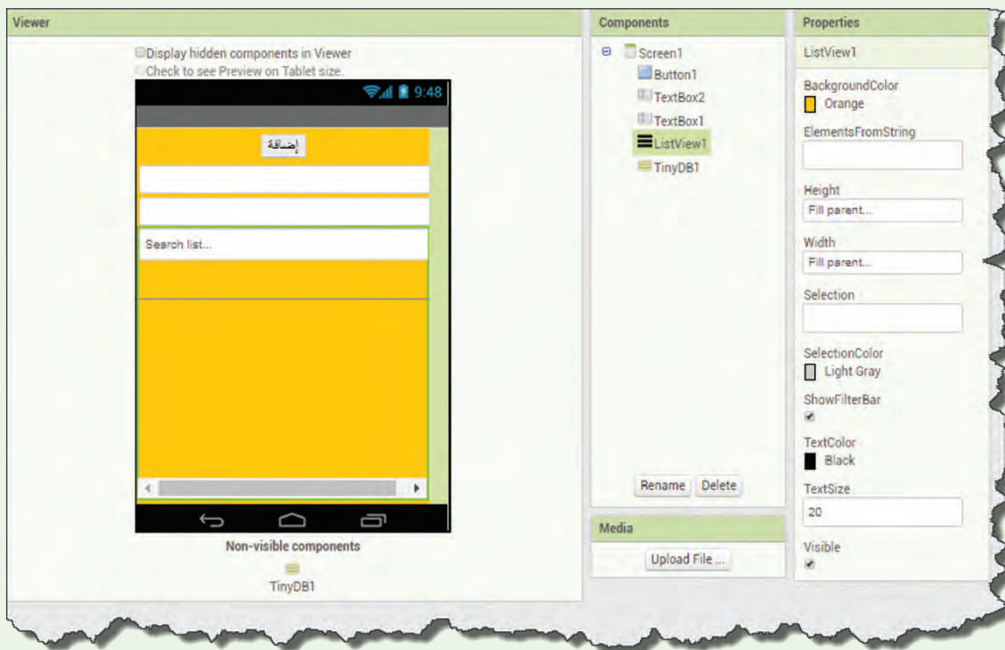 Viewer
Display hidden components in Viewer
Check to see Preview on Tablet size.
9:48
إضافة
Search list...
Non-visible components
TinyDB1
Components
Screen1
Button1
TextBox2
TextBox1
ListView1
TinyDB1
Rename Delete
Media
Upload File ...
Properties
ListView1
BackgroundColor
Orange
ElementsFromString
Height
Fill parent...
Width
Fill parent...
Selection
SelectionColor
Light Gray
ShowFilterBar
TextColor
Black
TextSize
20
Visible